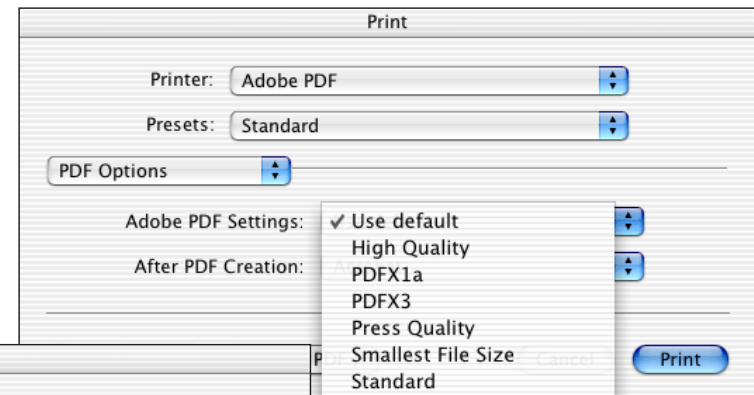 Print
Printer: Adobe PDF
Presets: Standard
PDF Options
Adobe PDF Settings: ✓ Use default
High Quality
After PDF Creation:
PDFX1a
PDFX3
Press Quality
Smallest File Size
Cancel
Print
Standard